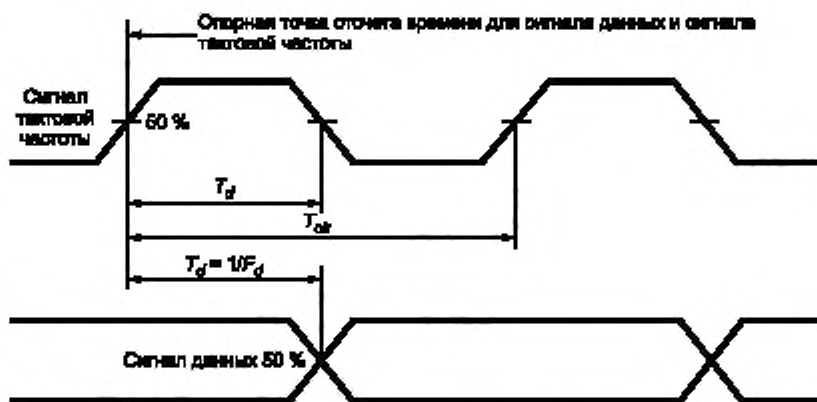 Опорная точка отсчета времени для сигнала данных и сигнала
тактовой частоты
Сигнал
тактовой
частоты
50 %
T_d
T_clk
T_d = 1/F_d
Сигнал данных 50 %